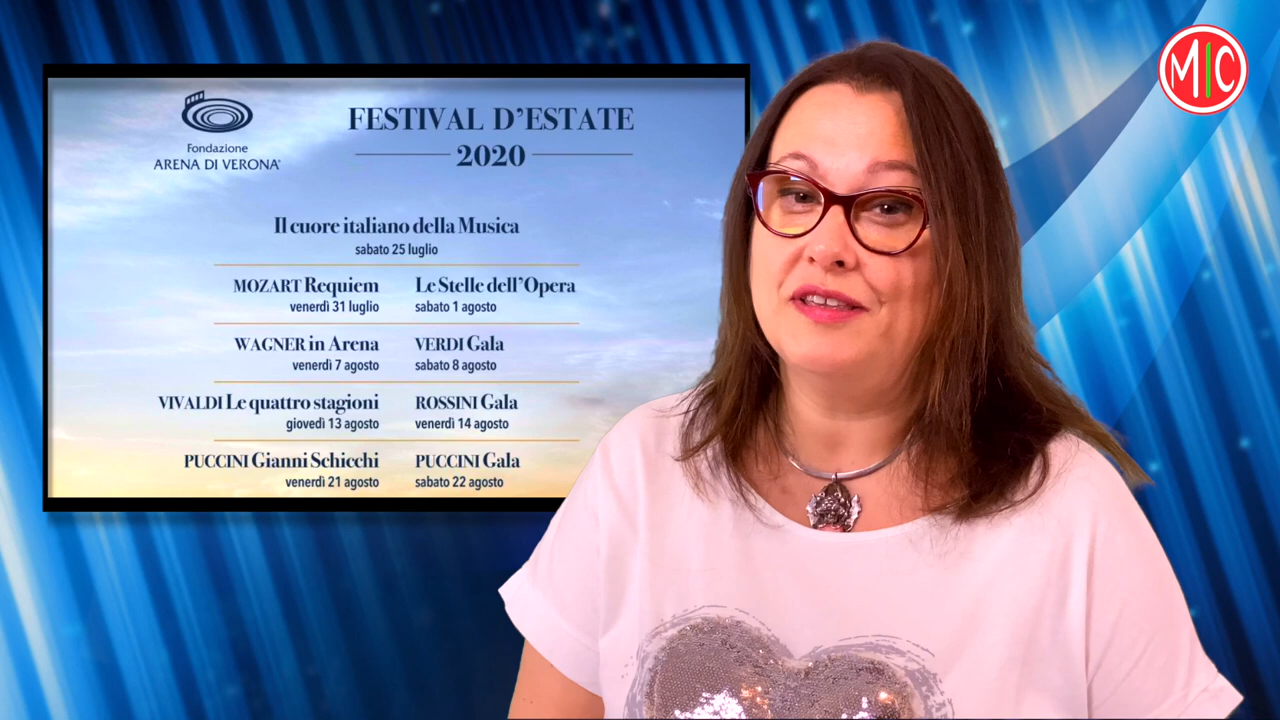 Fondazione
ARENA DI VERONA
FESTIVAL D'ESTATE
2020
Il cuore italiano della Musica
sabato 25 luglio
MOZART Requiem
venerdì 31 luglio
Le Stelle dell'Opera
sabato 1 agosto
WAGNER in Arena
venerdì 7 agosto
VERDI Gala
sabato 8 agosto
VIVALDI Le quattro stagioni
giovedì 13 agosto
ROSSINI Gala
venerdì 14 agosto
PUCCINI Gianni Schicchi
venerdì 21 agosto
PUCCINI Gala
sabato 22 agosto
M|C